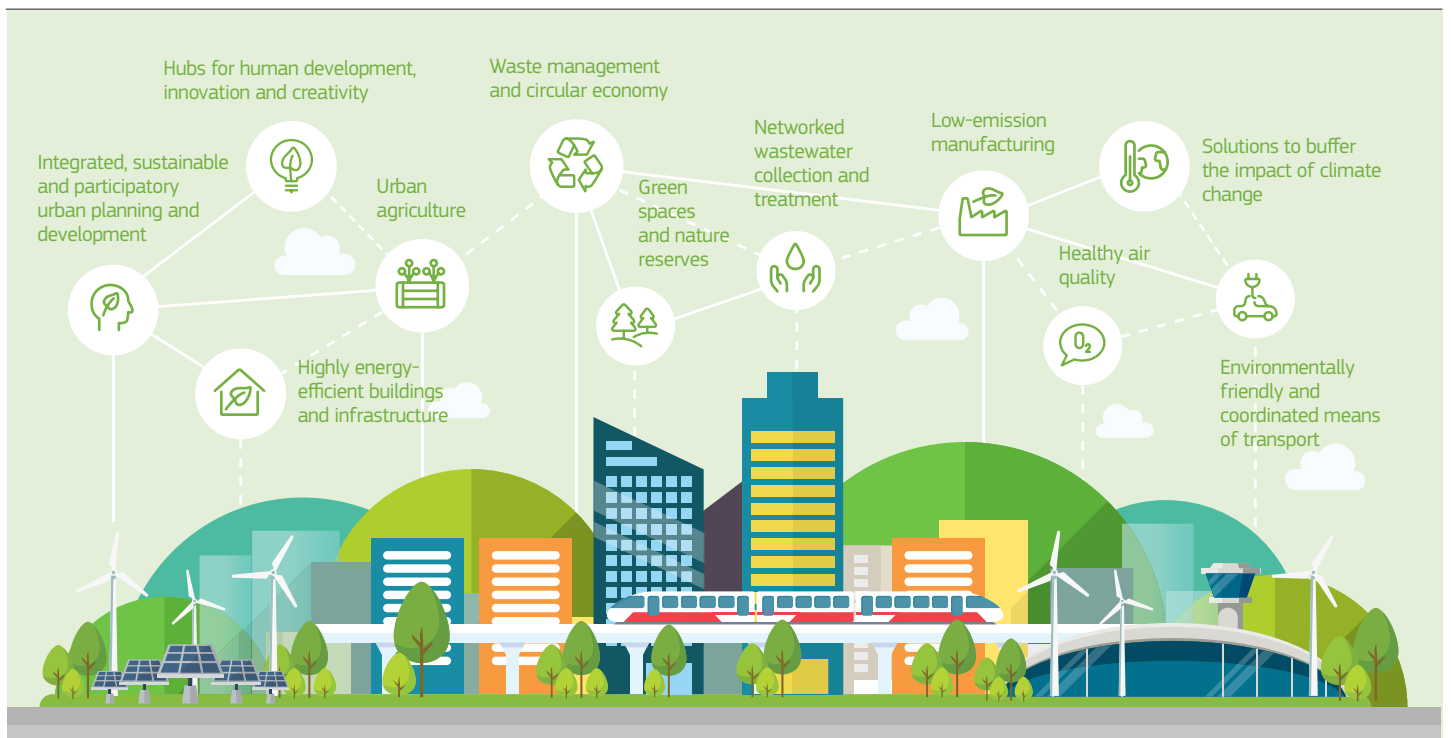 Hubs for human development,
innovation and creativity
Waste management
and circular economy
Integrated, sustainable
and participatory
urban planning and
development
Urban
agriculture
Green
spaces
and nature
reserves
Networked
wastewater
collection and
treatment
Low-emission
manufacturing
Solutions to buffer
the impact of climate
change
Healthy air
quality
O₂
Highly energy-
efficient buildings
and infrastructure
Environmentally
friendly and
coordinated means
of transport